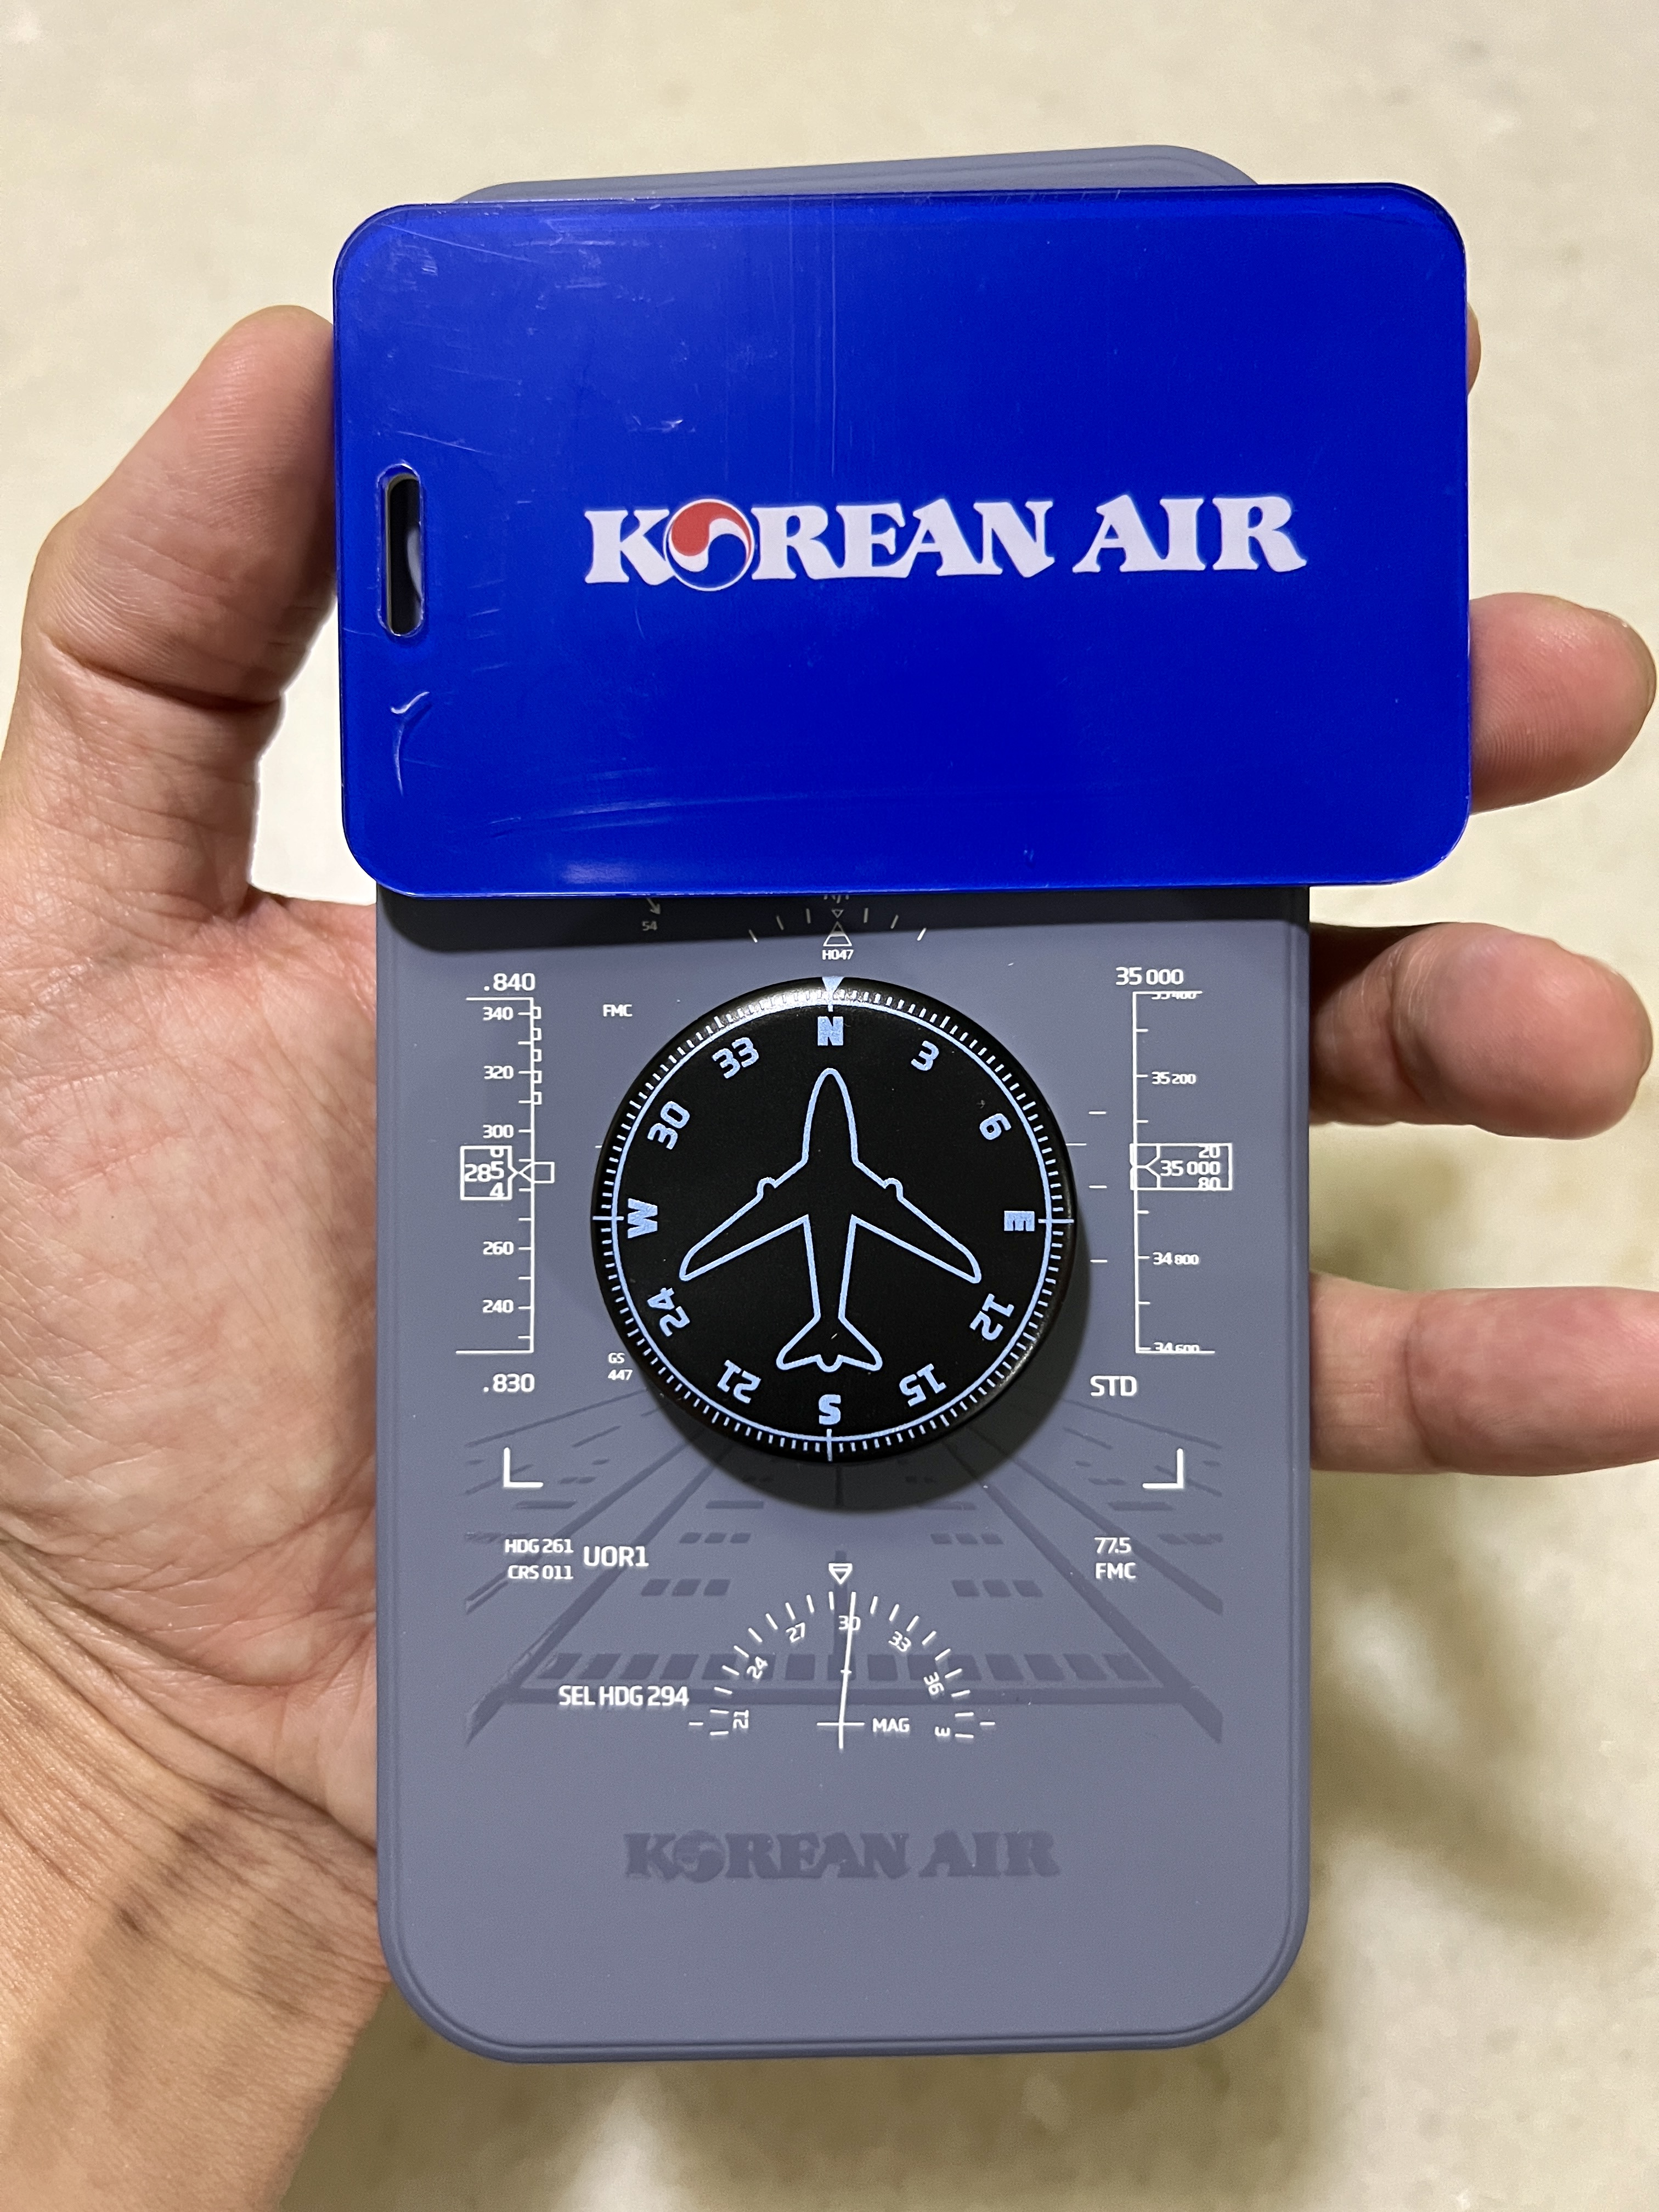 KOREAN AIR
54
H047
.840
35 000
340
FMC
N
33
3
320
35 200
30
6
300
285
4
20
35 000
80
W
E
260
34 800
24
12
240
34 600
21
15
S
GS
447
.830
STD
HDG 261
CRS 011
UOR1
77.5
FMC
30
27
33
24
36
SEL HDG 294
21
MAG
3
KOREAN AIR